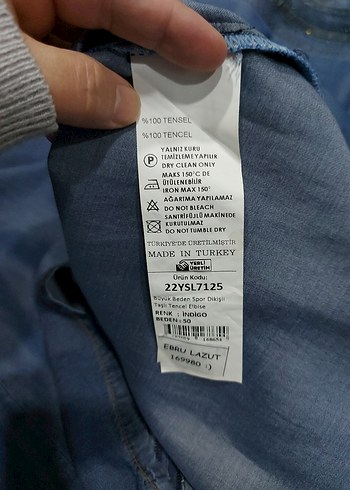 %100 TENSEL
%100 TENCEL
YALNIZ KURU
TEMİZLEME YAPILIR
P
DRY CLEAN ONLY
MAKS 150°C DE
ÜTÜLENEBİLİR
IRON MAX 150°
AĞARTMA YAPILAMAZ
DO NOT BLEACH
SANTRİFÜJLÜ MAKİNEDE
KURUTULMAZ
DO NOT TUMBLE DRY
TÜRKİYE'DE ÜRETİLMİŞTİR
MADE IN TURKEY
YERLİ
ÜRETİM
Ürün Kodu:
22YSL7125
Büyük Beden Spor Dikişli
Taşlı Tencel Elbise
RENK : İNDİGO
BEDEN: 50
EBRU LAZUT
169980 :)